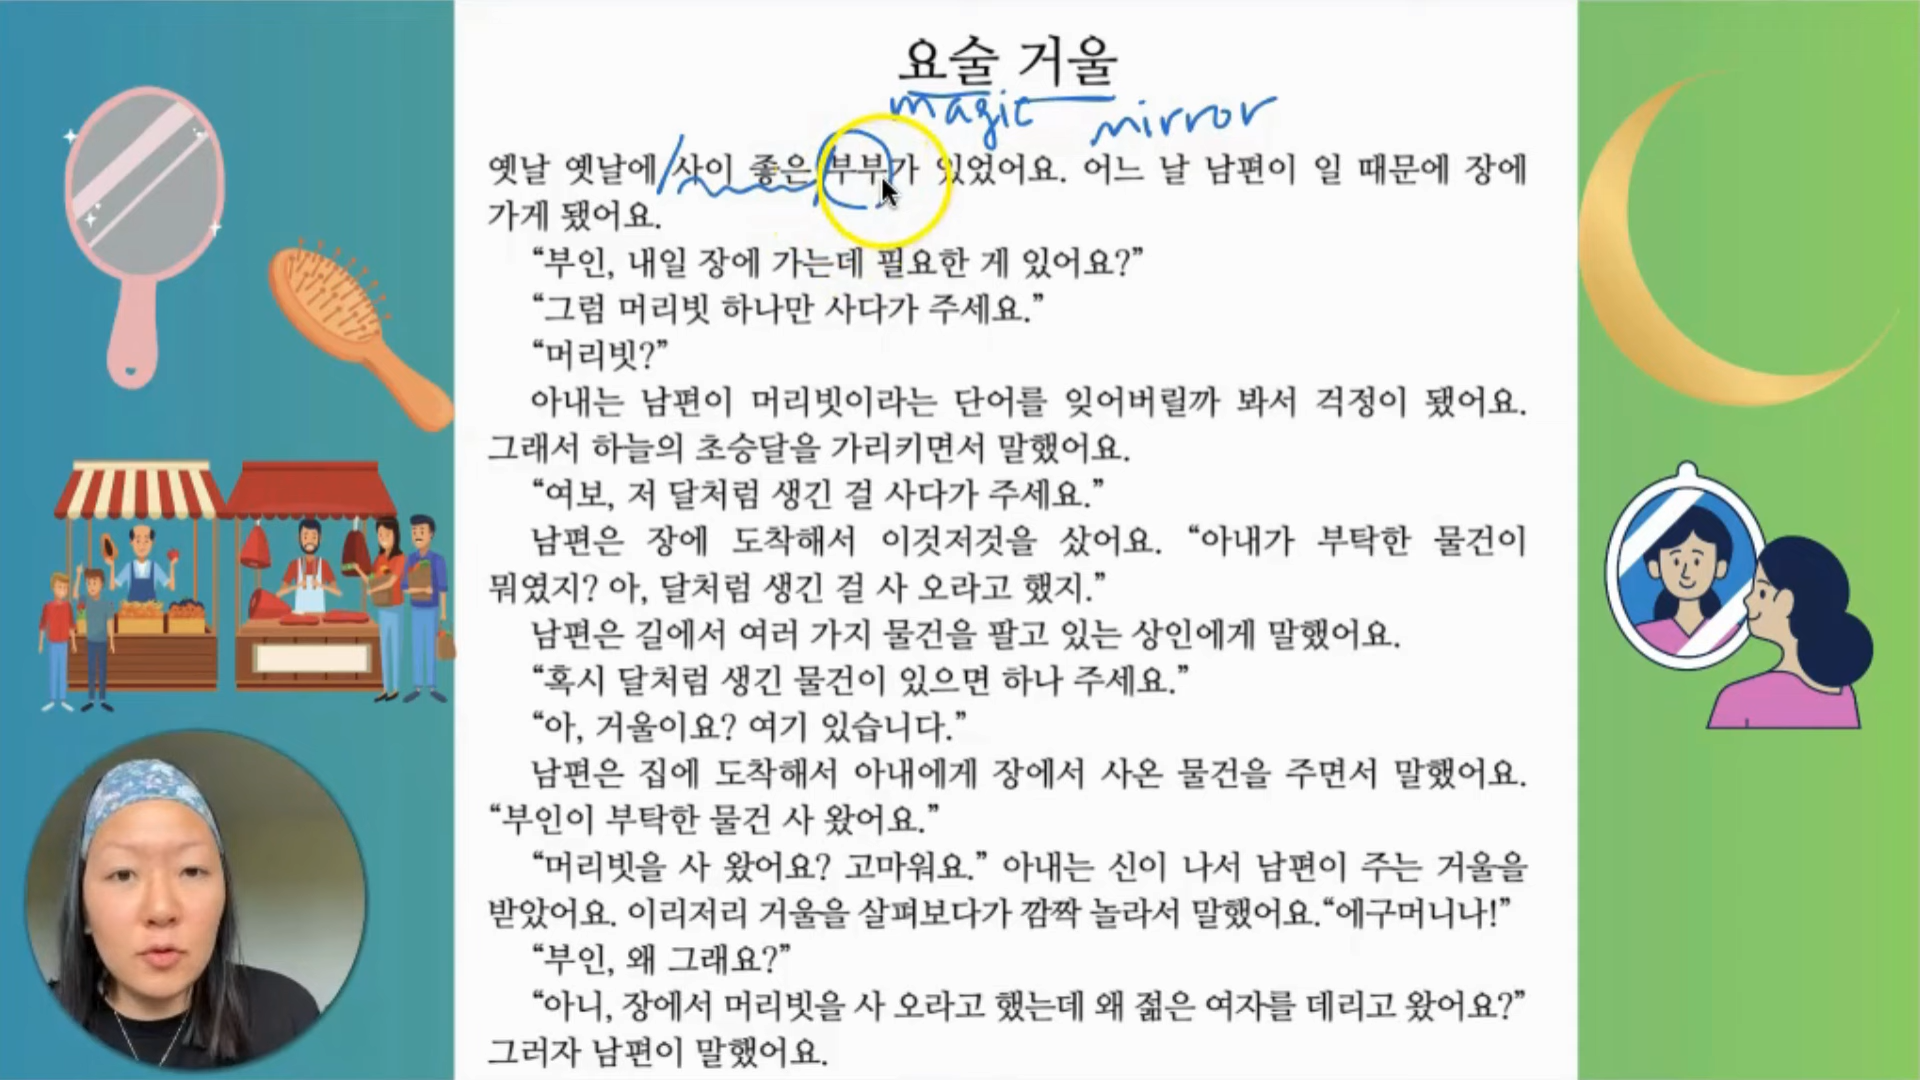 요술 거울
magic mirror
옛날 옛날에 사이 좋은 부부가 있었어요. 어느 날 남편이 일 때문에 장에
가게 됐어요.
“부인, 내일 장에 가는데 필요한 게 있어요?”
“그럼 머리빗 하나만 사다가 주세요.”
“머리빗?”
아내는 남편이 머리빗이라는 단어를 잊어버릴까 봐서 걱정이 됐어요.
그래서 하늘의 초승달을 가리키면서 말했어요.
“여보, 저 달처럼 생긴 걸 사다가 주세요.”
남편은 장에 도착해서 이것저것을 샀어요. “아내가 부탁한 물건이
뭐였지? 아, 달처럼 생긴 걸 사 오라고 했지.”
남편은 길에서 여러 가지 물건을 팔고 있는 상인에게 말했어요.
“혹시 달처럼 생긴 물건이 있으면 하나 주세요.”
“아, 거울이요? 여기 있습니다.”
남편은 집에 도착해서 아내에게 장에서 사온 물건을 주면서 말했어요.
“부인이 부탁한 물건 사 왔어요.”
“머리빗을 사 왔어요? 고마워요.” 아내는 신이 나서 남편이 주는 거울을
받았어요. 이리저리 거울을 살펴보다가 깜짝 놀라서 말했어요.“에구머니나!”
“부인, 왜 그래요?”
“아니, 장에서 머리빗을 사 오라고 했는데 왜 젊은 여자를 데리고 왔어요?”
그러자 남편이 말했어요.